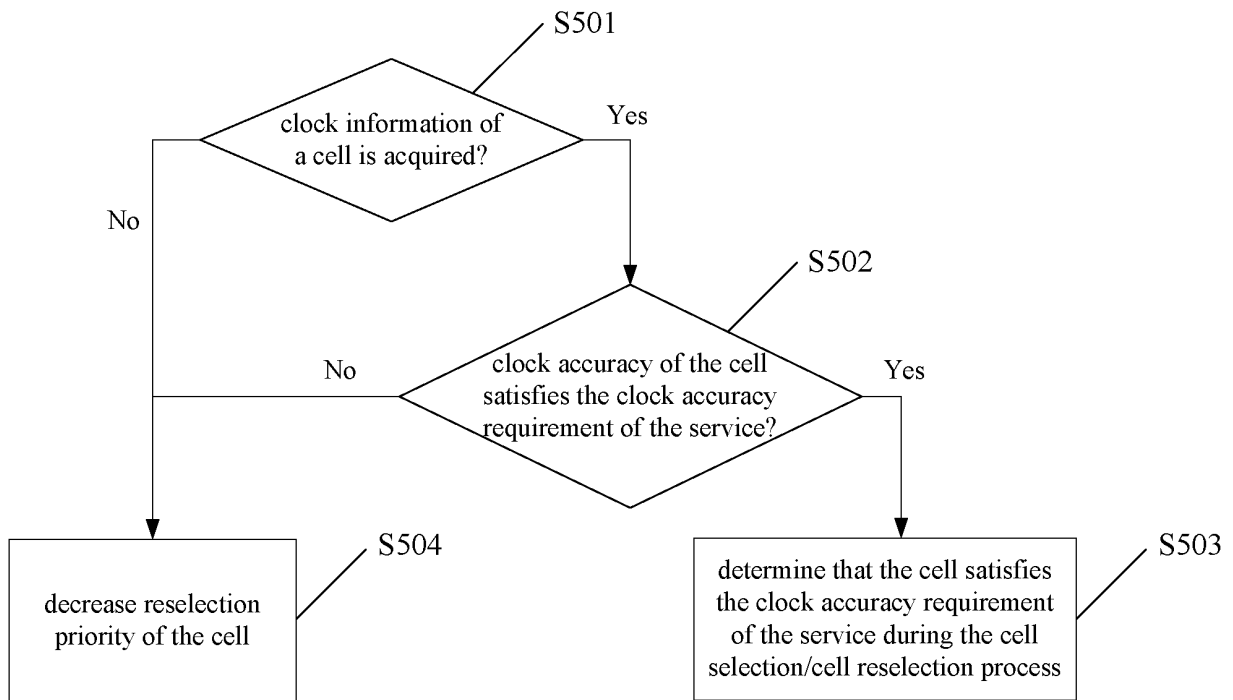 S501
clock information of
a cell is acquired?
Yes
No
S502
clock accuracy of the cell
satisfies the clock accuracy
requirement of the service?
No
Yes
S504
decrease reselection
priority of the cell
S503
determine that the cell satisfies
the clock accuracy requirement
of the service during the cell
selection/cell reselection process